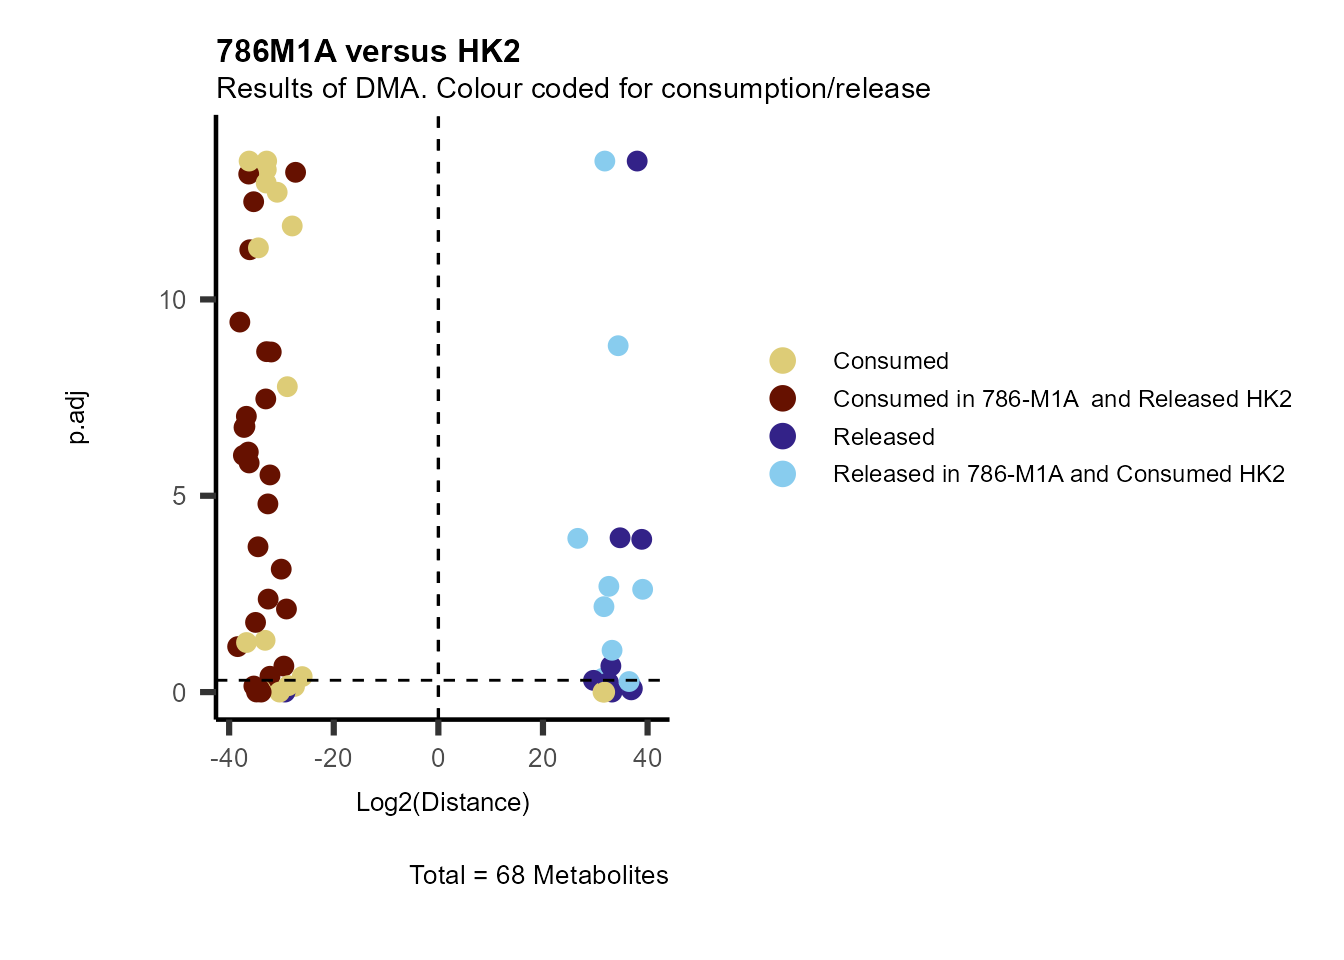 786M1A versus HK2
Results of DMA. Colour coded for consumption/release
p.adj
10
5
0
-40
-20
0
20
40
Log2(Distance)
Consumed
Consumed in 786-M1A  and Released HK2
Released
Released in 786-M1A and Consumed HK2
Total = 68 Metabolites